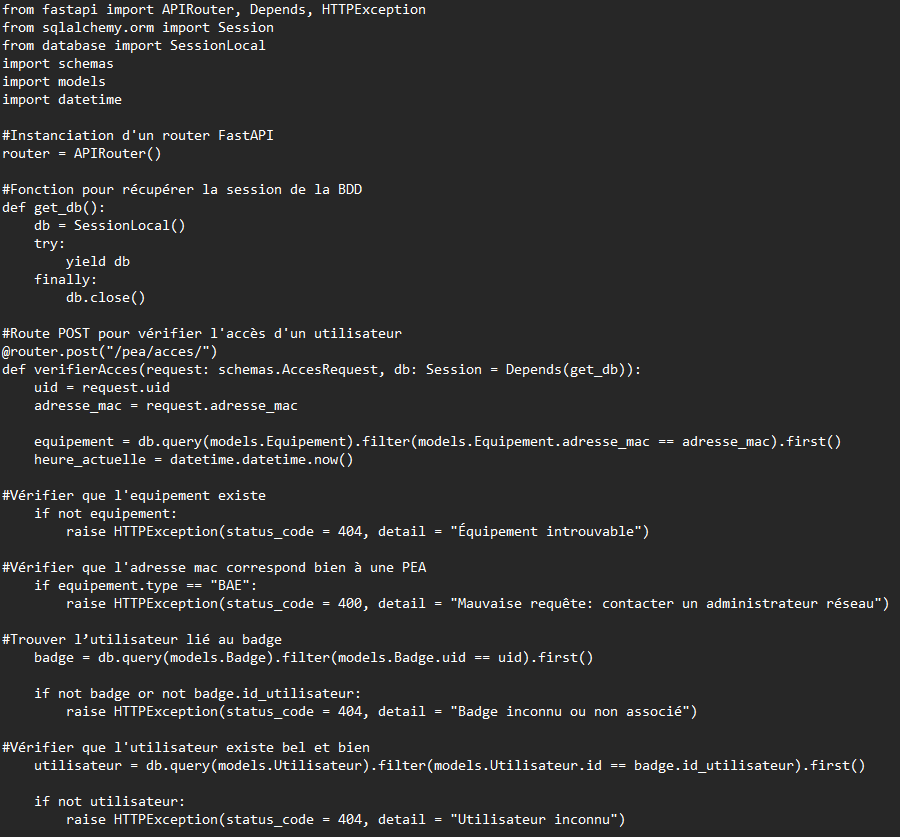 from fastapi import APIRouter, Depends, HTTPException
from sqlalchemy.orm import Session
from database import SessionLocal
import schemas
import models
import datetime

#Instanciation d'un router FastAPI
router = APIRouter()

#Fonction pour récupérer la session de la BDD
def get_db():
    db = SessionLocal()
    try:
        yield db
    finally:
        db.close()

#Route POST pour vérifier l'accès d'un utilisateur
@router.post("/pea/acces/")
def verifierAcces(request: schemas.AccesRequest, db: Session = Depends(get_db)):
    uid = request.uid
    adresse_mac = request.adresse_mac

    equipement = db.query(models.Equipement).filter(models.Equipement.adresse_mac == adresse_mac).first()
    heure_actuelle = datetime.datetime.now()

#Vérifier que l'equipement existe
    if not equipement:
        raise HTTPException(status_code = 404, detail = "Équipement introuvable")

#Vérifier que l'adresse mac correspond bien à une PEA
    if equipement.type == "BAE":
        raise HTTPException(status_code = 400, detail = "Mauvaise requête: contacter un administrateur réseau")

#Trouver l’utilisateur lié au badge
    badge = db.query(models.Badge).filter(models.Badge.uid == uid).first()

    if not badge or not badge.id_utilisateur:
        raise HTTPException(status_code = 404, detail = "Badge inconnu ou non associé")

#Vérifier que l'utilisateur existe bel et bien
    utilisateur = db.query(models.Utilisateur).filter(models.Utilisateur.id == badge.id_utilisateur).first()

    if not utilisateur:
        raise HTTPException(status_code = 404, detail = "Utilisateur inconnu")